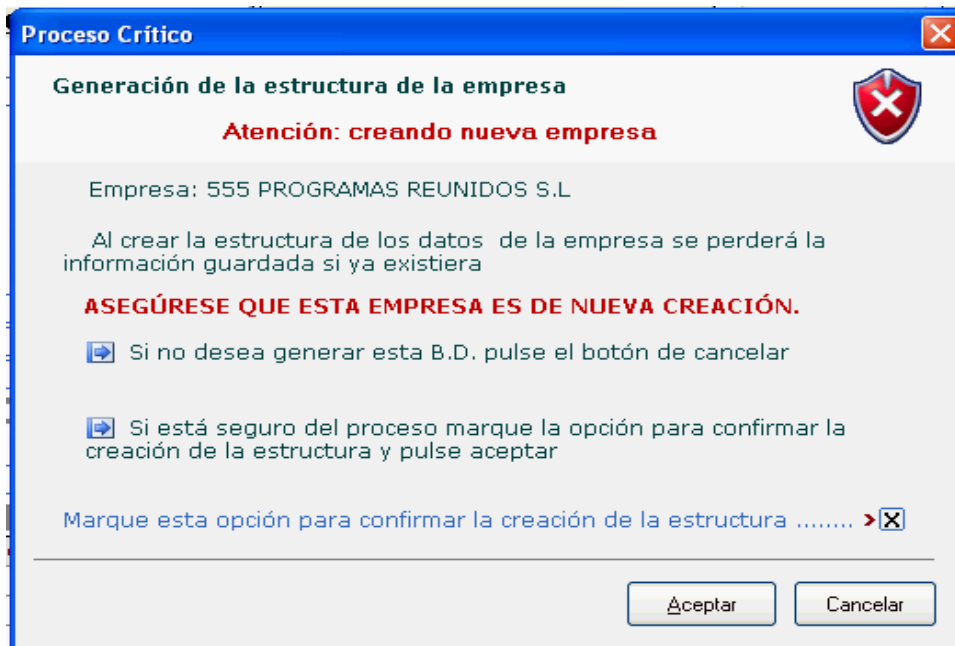 Proceso Crítico
Generación de la estructura de la empresa
Atención: creando nueva empresa
Empresa: 555 PROGRAMAS REUNIDOS S.L
Al crear la estructura de los datos de la empresa se perderá la
información guardada si ya existiera
ASEGÚRESE QUE ESTA EMPRESA ES DE NUEVA CREACIÓN.
Si no desea generar esta B.D. pulse el botón de cancelar
Si está seguro del proceso marque la opción para confirmar la
creación de la estructura y pulse aceptar
Marque esta opción para confirmar la creación de la estructura ........ >
Aceptar
Cancelar